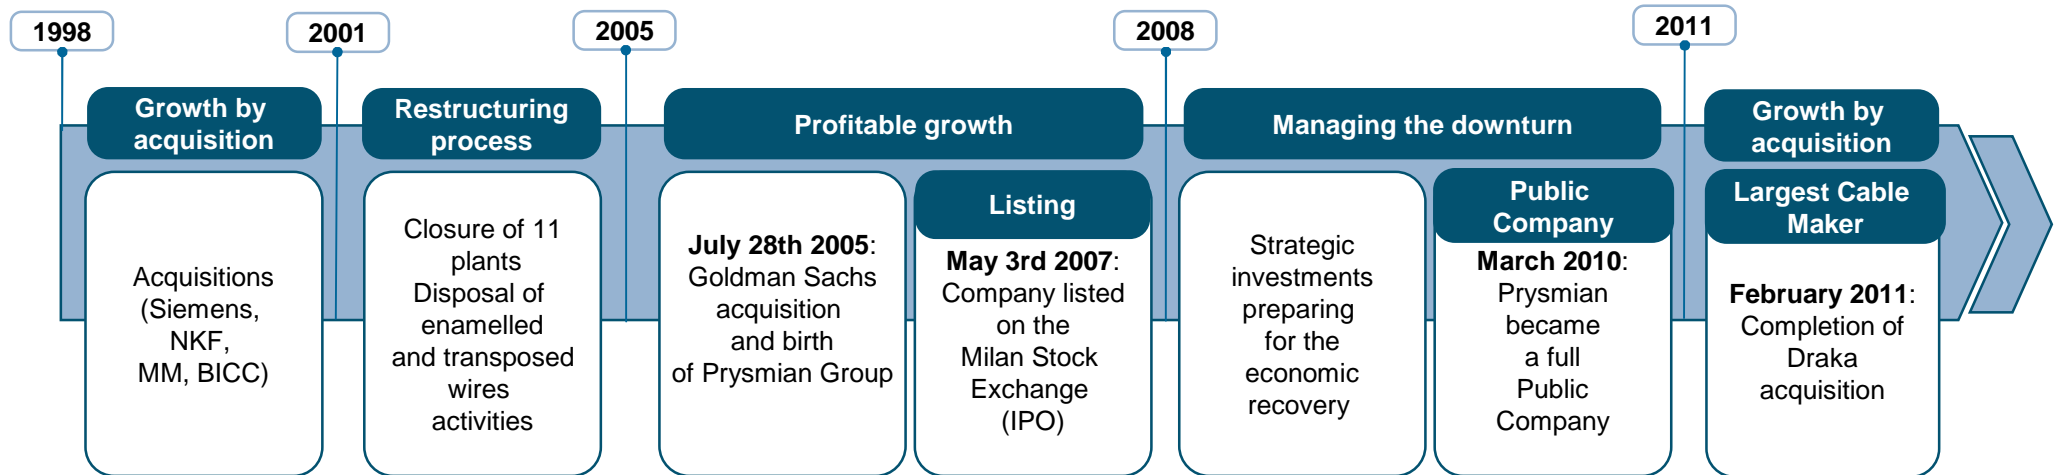 1998
2001
2005
2008
2011
Growth by
acquisition
Restructuring
process
Profitable growth
Managing the downturn
Growth by
acquisition
Acquisitions
(Siemens,
NKF,
MM, BICC)
Closure of 11
plants
Disposal of
enamelled
and transposed
wires
activities
July 28th 2005:
Goldman Sachs
acquisition
and birth
of Prysmian Group
Listing
May 3rd 2007:
Company listed
on the
Milan Stock
Exchange
(IPO)
Strategic
investments
preparing
for the
economic
recovery
Public
Company
March 2010:
Prysmian
became
a full
Public
Company
Largest Cable
Maker
February 2011:
Completion of
Draka
acquisition